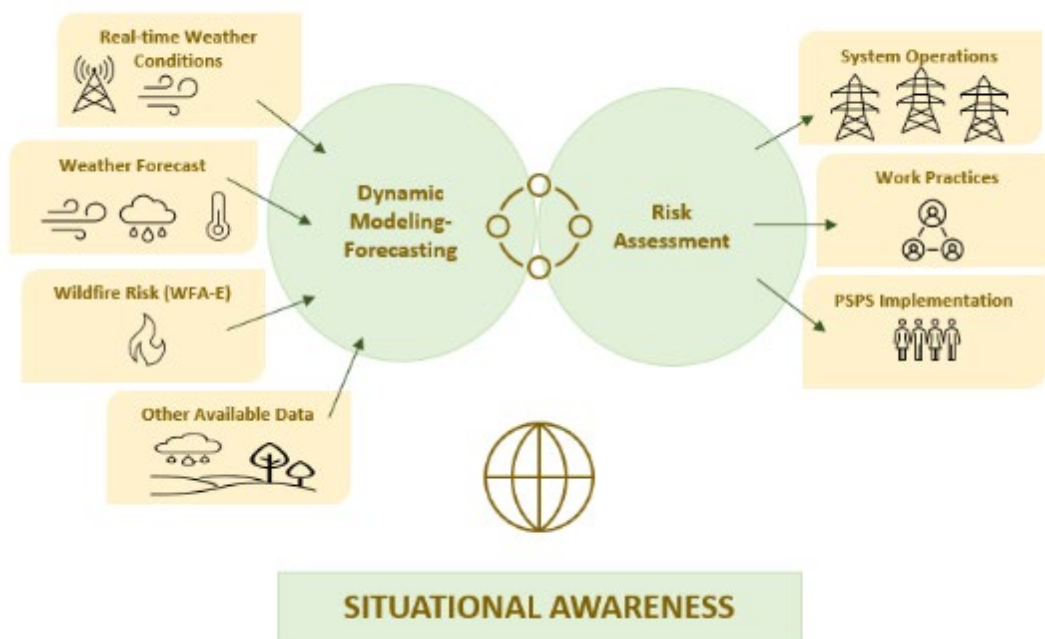 Real-time Weather
Conditions
Weather Forecast
Wildfire Risk (WFA-E)
Other Available Data
Dynamic
Modeling-
Forecasting
Risk
Assessment
System Operations
Work Practices
PSPS Implementation
SITUATIONAL AWARENESS